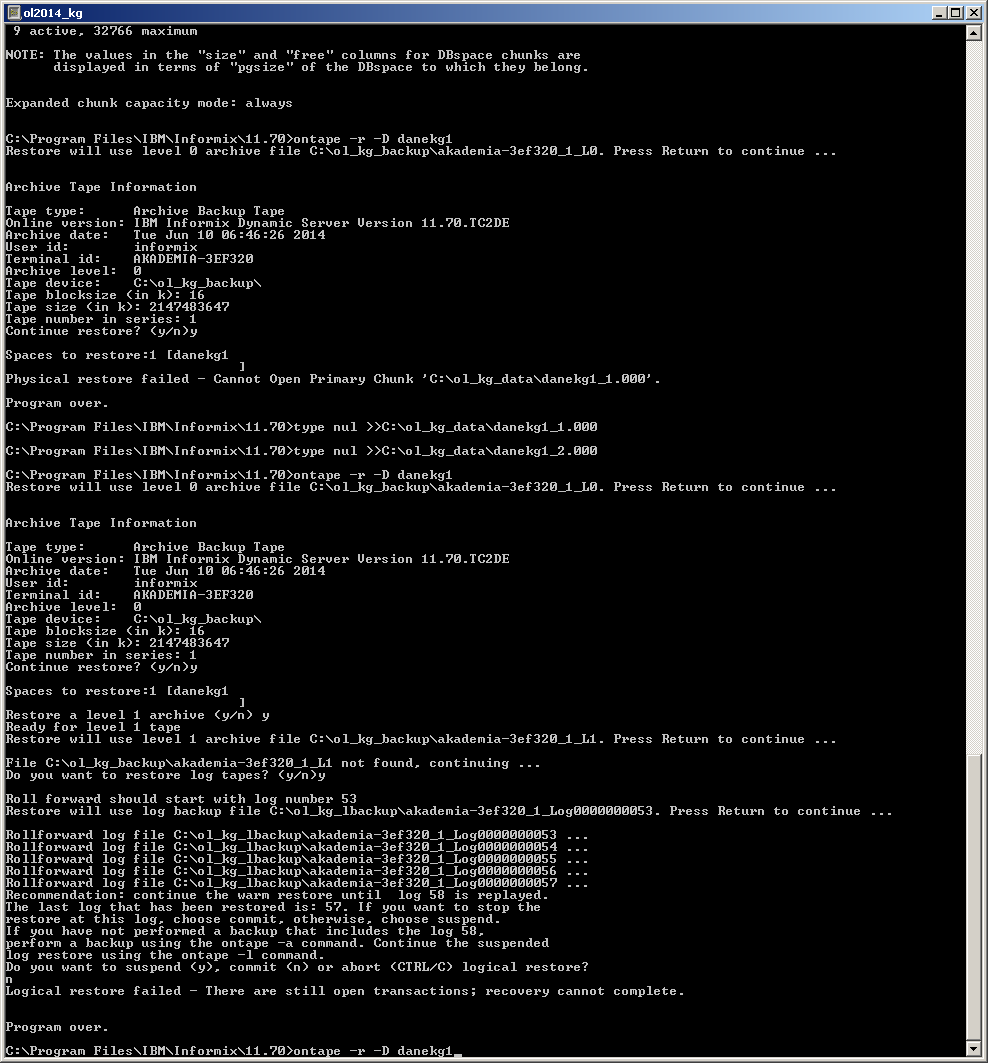 ol2014_kg
 9 active, 32766 maximum
NOTE: The values in the "size" and "free" columns for DBspace chunks are
      displayed in terms of "pgsize" of the DBspace to which they belong.
Expanded chunk capacity mode: always
C:\Program Files\IBM\Informix\11.70>ontape -r -D danekg1
Restore will use level 0 archive file C:\ol_kg_backup\akademia-3ef320_1_L0. Press Return to continue ...
Archive Tape Information
Tape type:      Archive Backup Tape
Online version: IBM Informix Dynamic Server Version 11.70.TC2DE
Archive date:   Tue Jun 10 06:46:26 2014
User id:        informix
Terminal id:    AKADEMIA-3EF320
Archive level:  0
Tape device:    C:\ol_kg_backup\
Tape blocksize (in k): 16
Tape size (in k): 2147483647
Tape number in series: 1
Continue restore? (y/n)y
Spaces to restore:1 [danekg1
                              ]
Physical restore failed - Cannot Open Primary Chunk 'C:\ol_kg_data\danekg1_1.000'.
Program over.
C:\Program Files\IBM\Informix\11.70>type nul >>C:\ol_kg_data\danekg1_1.000
C:\Program Files\IBM\Informix\11.70>type nul >>C:\ol_kg_data\danekg1_2.000
C:\Program Files\IBM\Informix\11.70>ontape -r -D danekg1
Restore will use level 0 archive file C:\ol_kg_backup\akademia-3ef320_1_L0. Press Return to continue ...
Archive Tape Information
Tape type:      Archive Backup Tape
Online version: IBM Informix Dynamic Server Version 11.70.TC2DE
Archive date:   Tue Jun 10 06:46:26 2014
User id:        informix
Terminal id:    AKADEMIA-3EF320
Archive level:  0
Tape device:    C:\ol_kg_backup\
Tape blocksize (in k): 16
Tape size (in k): 2147483647
Tape number in series: 1
Continue restore? (y/n)y
Spaces to restore:1 [danekg1
                              ]
Restore a level 1 archive (y/n) y
Ready for level 1 tape
Restore will use level 1 archive file C:\ol_kg_backup\akademia-3ef320_1_L1. Press Return to continue ...
File C:\ol_kg_backup\akademia-3ef320_1_L1 not found, continuing ...
Do you want to restore log tapes? (y/n)y
Roll forward should start with log number 53
Restore will use log backup file C:\ol_kg_lbackup\akademia-3ef320_1_Log0000000053. Press Return to continue ...
Rollforward log file C:\ol_kg_lbackup\akademia-3ef320_1_Log0000000053 ...
Rollforward log file C:\ol_kg_lbackup\akademia-3ef320_1_Log0000000054 ...
Rollforward log file C:\ol_kg_lbackup\akademia-3ef320_1_Log0000000055 ...
Rollforward log file C:\ol_kg_lbackup\akademia-3ef320_1_Log0000000056 ...
Rollforward log file C:\ol_kg_lbackup\akademia-3ef320_1_Log0000000057 ...
Recommendation: continue the warm restore until  log 58 is replayed.
The last log that has been restored is: 57. If you want to stop the
restore at this log, choose commit, otherwise, choose suspend.
If you have not performed a backup that includes the log 58,
perform a backup using the ontape -a command. Continue the suspended
log restore using the ontape -l command.
Do you want to suspend (y), commit (n) or abort (CTRL/C) logical restore?
n
Logical restore failed - There are still open transactions; recovery cannot complete.
Program over.
C:\Program Files\IBM\Informix\11.70>ontape -r -D danekg1_